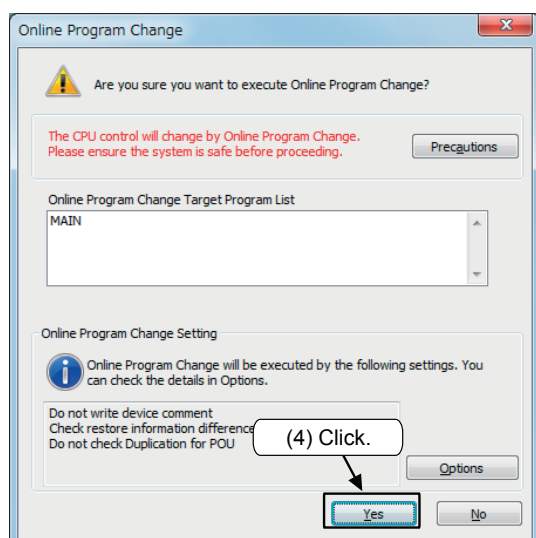 Online Program Change
Are you sure you want to execute Online Program Change?
The CPU control will change by Online Program Change.
Please ensure the system is safe before proceeding.
Precautions
Online Program Change Target Program List
MAIN
Online Program Change Setting
Online Program Change will be executed by the following settings. You
can check the details in Options.
Do not write device comment
Check restore information difference
Do not check Duplication for POU
(4) Click.
Options
Yes
No